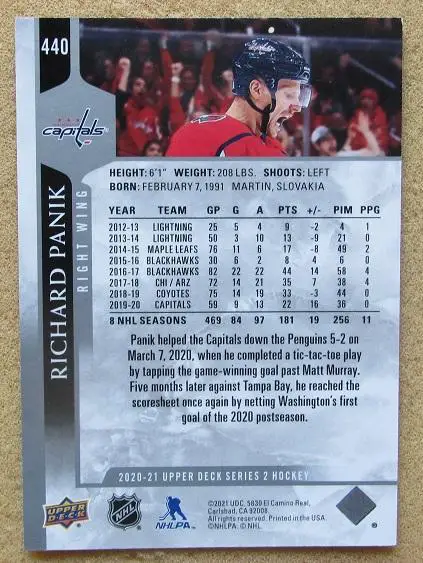 440
capitals
RICHARD PANIK
RIGHT WING
HEIGHT: 6'1" WEIGHT: 208 LBS. SHOOTS: LEFT
BORN: FEBRUARY 7, 1991 MARTIN, SLOVAKIA
YEAR TEAM GP G A PTS +/- PIM PPG
2012-13 LIGHTNING 25 5 4 9 -2 4 1
2013-14 LIGHTNING 50 3 10 13 -9 21 0
2014-15 MAPLE LEAFS 76 11 6 17 -8 49 2
2015-16 BLACKHAWKS 30 6 2 8 4 6 0
2016-17 BLACKHAWKS 82 22 22 44 14 58 4
2017-18 CHI / ARZ 72 14 21 35 7 38 4
2018-19 COYOTES 75 14 19 33 -3 44 0
2019-20 CAPITALS 59 9 13 22 16 36 0
8 NHL SEASONS 469 84 97 181 19 256 11
Panik helped the Capitals down the Penguins 5-2 on
March 7, 2020, when he completed a tic-tac-toe play
by tapping the game-winning goal past Matt Murray.
Five months later against Tampa Bay, he reached the
scoresheet once again by netting Washington's first
goal of the 2020 postseason.
2020-21 UPPER DECK SERIES 2 HOCKEY
UPPER DECK
NHL
NHLPA
©2021 UDC, 5830 El Camino Real,
Carlsbad, CA 92008.
All rights reserved. Printed in the USA.
©NHLPA. © NHL.